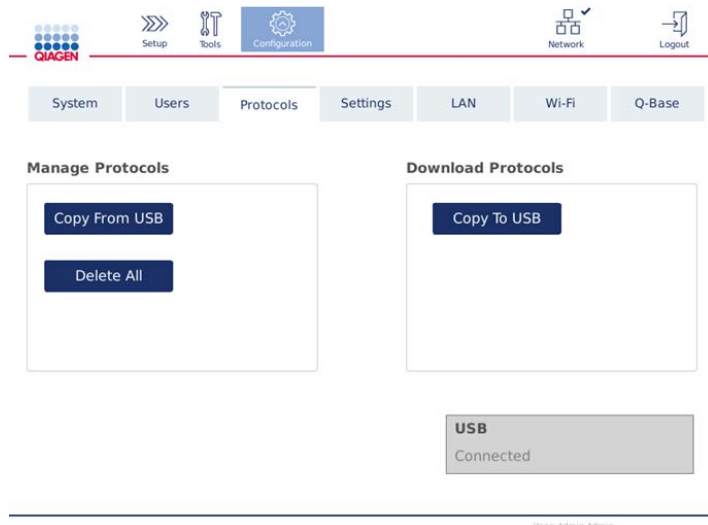 QIAGEN
Setup
Tools
Configuration
Network
Logout
System
Users
Protocols
Settings
LAN
Wi-Fi
Q-Base
Manage Protocols
Download Protocols
Copy From USB
Copy To USB
Delete All
USB
Connected